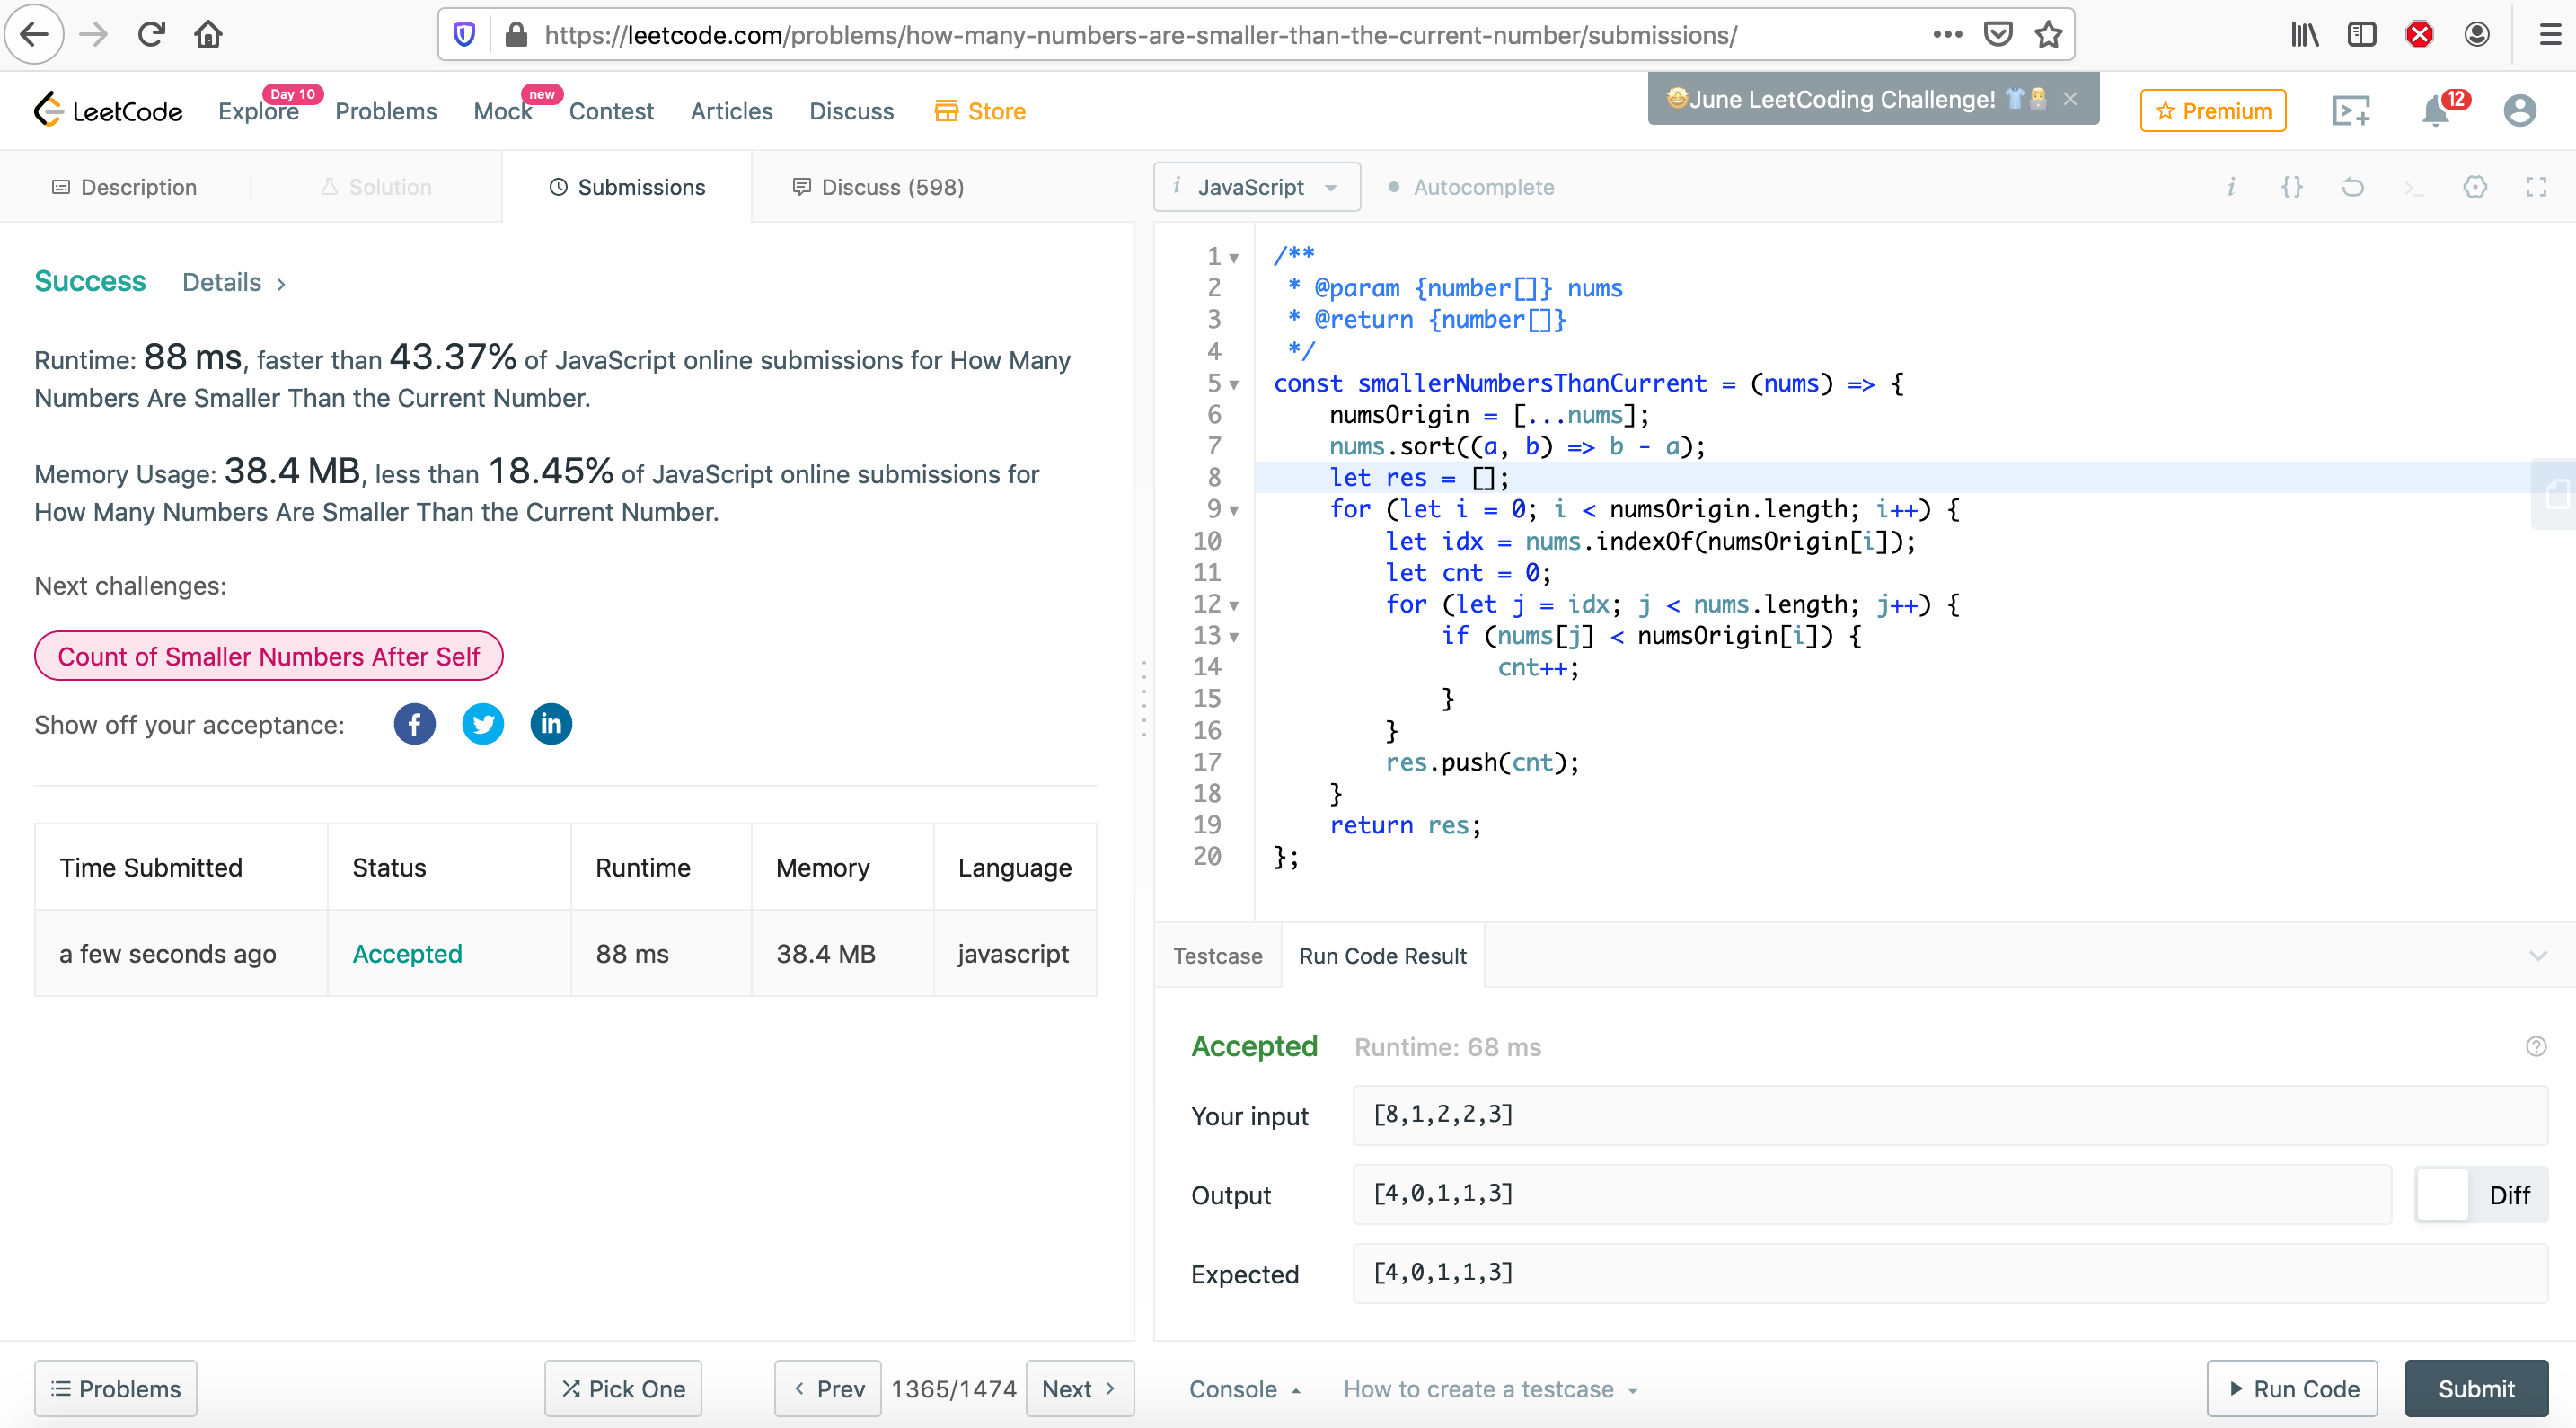 https://leetcode.com/problems/how-many-numbers-are-smaller-than-the-current-number/submissions/
LeetCode Explore Day 10 Problems Mock new Contest Articles Discuss Store
🤩June LeetCoding Challenge! 👕👩‍💻 ×
Premium 12
Description Solution Submissions Discuss (598)
i JavaScript Autocomplete
i {} >_
Success Details >
Runtime: 88 ms, faster than 43.37% of JavaScript online submissions for How Many
Numbers Are Smaller Than the Current Number.
Memory Usage: 38.4 MB, less than 18.45% of JavaScript online submissions for
How Many Numbers Are Smaller Than the Current Number.
Next challenges:
Count of Smaller Numbers After Self
Show off your acceptance: f in
Time Submitted Status Runtime Memory Language
a few seconds ago Accepted 88 ms 38.4 MB javascript
1 /**
2  * @param {number[]} nums
3  * @return {number[]}
4  */
5 const smallerNumbersThanCurrent = (nums) => {
6     numsOrigin = [...nums];
7     nums.sort((a, b) => b - a);
8     let res = [];
9     for (let i = 0; i < numsOrigin.length; i++) {
10         let idx = nums.indexOf(numsOrigin[i]);
11         let cnt = 0;
12         for (let j = idx; j < nums.length; j++) {
13             if (nums[j] < numsOrigin[i]) {
14                 cnt++;
15             }
16         }
17         res.push(cnt);
18     }
19     return res;
20 };
Testcase Run Code Result
Accepted Runtime: 68 ms
?
Your input [8,1,2,2,3]
Output [4,0,1,1,3] Diff
Expected [4,0,1,1,3]
Problems Pick One < Prev 1365/1474 Next >
Console How to create a testcase Run Code Submit